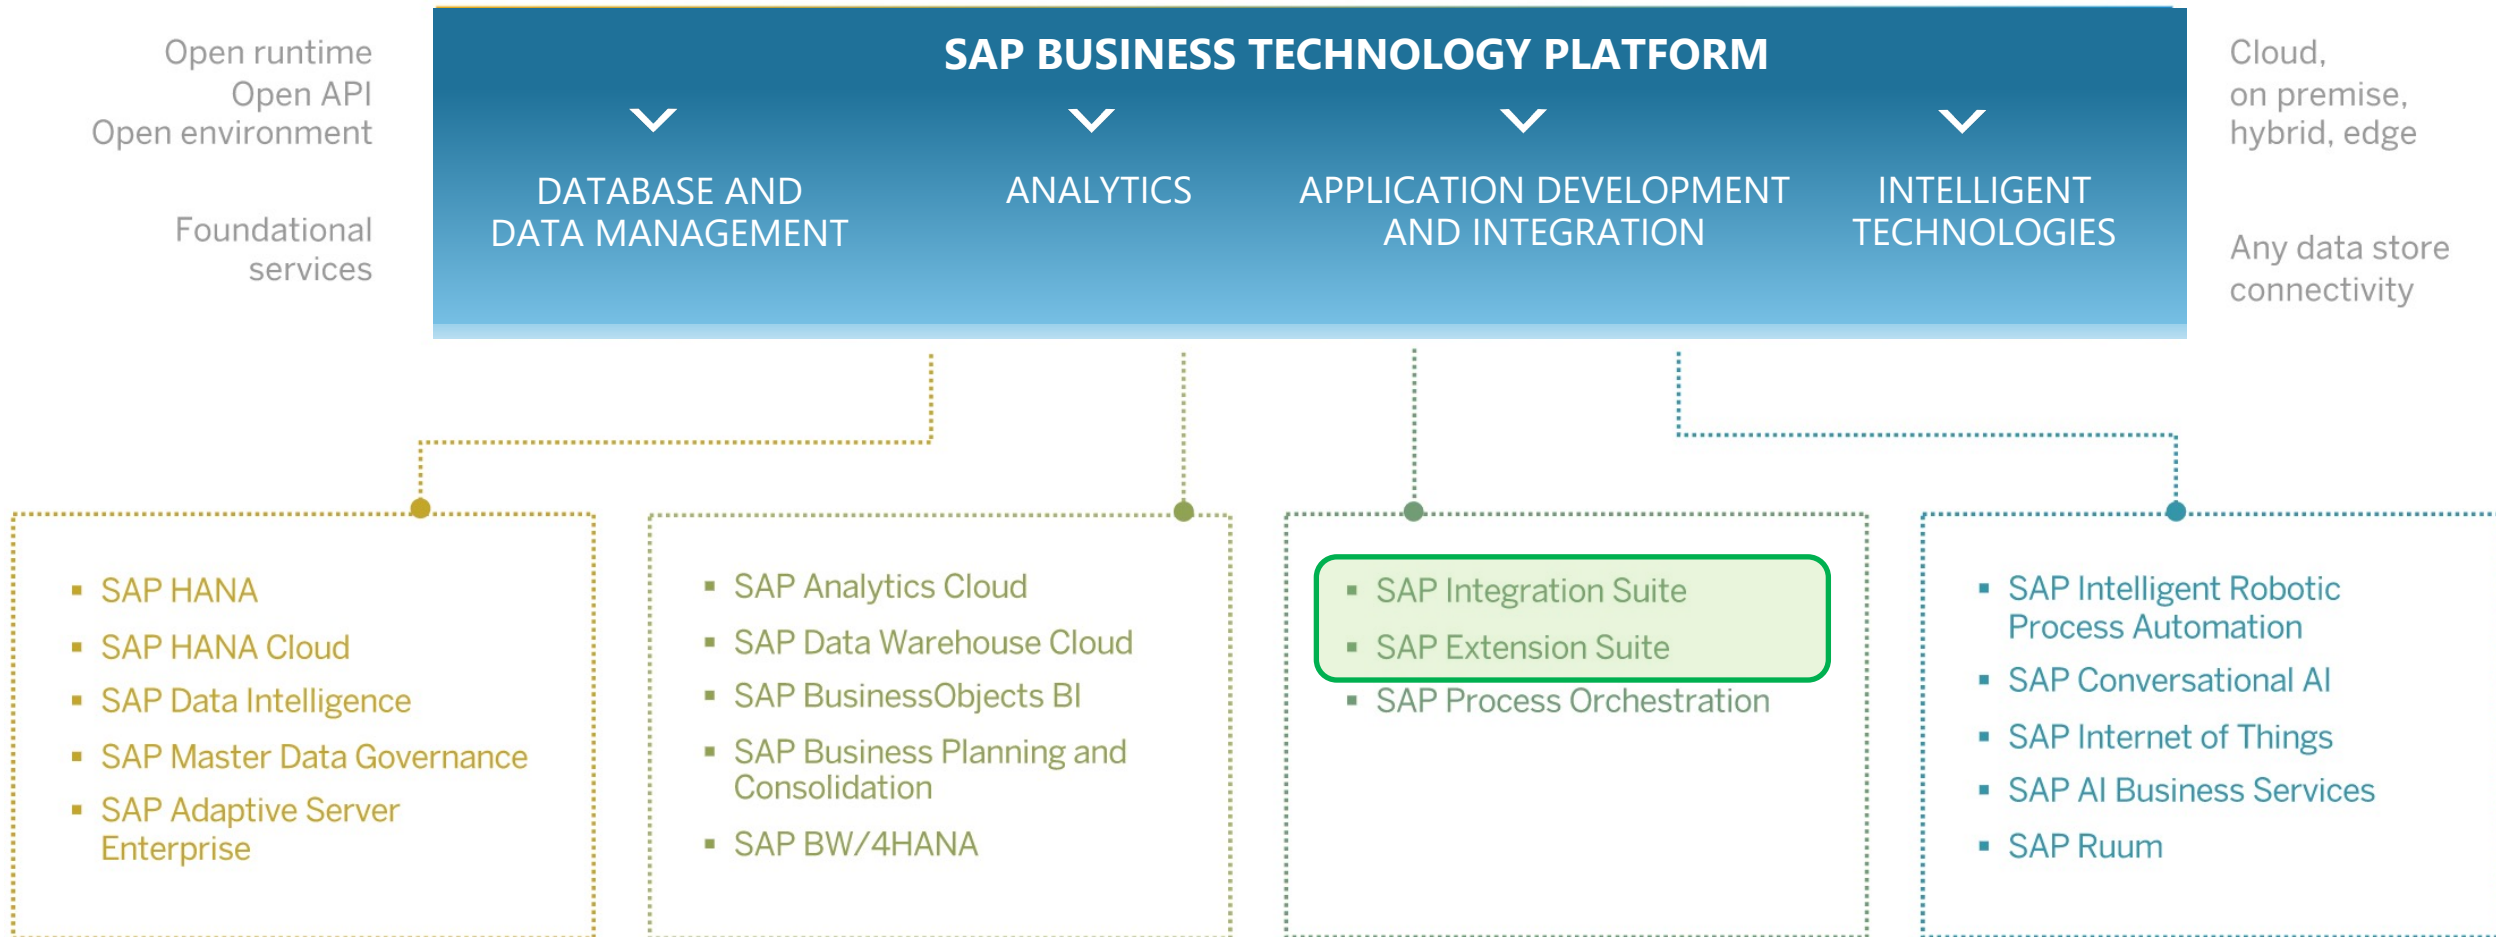 Open runtime
Open API
Open environment
Foundational
services
SAP BUSINESS TECHNOLOGY PLATFORM
DATABASE AND
DATA MANAGEMENT
ANALYTICS
APPLICATION DEVELOPMENT
AND INTEGRATION
INTELLIGENT
TECHNOLOGIES
Cloud,
on premise,
hybrid, edge
Any data store
connectivity
▪ SAP HANA
▪ SAP HANA Cloud
▪ SAP Data Intelligence
▪ SAP Master Data Governance
▪ SAP Adaptive Server
Enterprise
▪ SAP Analytics Cloud
▪ SAP Data Warehouse Cloud
▪ SAP BusinessObjects BI
▪ SAP Business Planning and
Consolidation
▪ SAP BW/4HANA
▪ SAP Integration Suite
▪ SAP Extension Suite
▪ SAP Process Orchestration
▪ SAP Intelligent Robotic
Process Automation
▪ SAP Conversational AI
▪ SAP Internet of Things
▪ SAP AI Business Services
▪ SAP Ruum